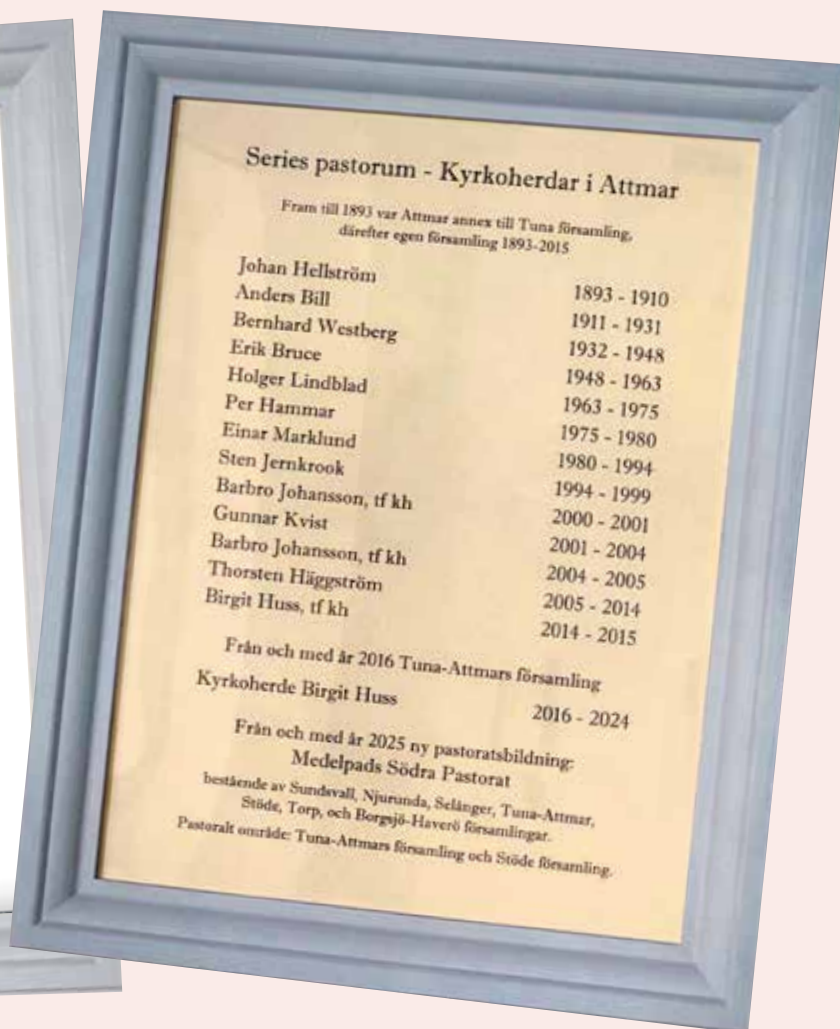 Series pastorum - Kyrkoherdar i Attmar
Fram till 1893 var Attmar annex till Tuna församling,
därefter egen församling 1893-2015
Johan Hellström 1893 - 1910
Anders Bill 1911 - 1931
Bernhard Westberg 1932 - 1948
Erik Bruce 1948 - 1963
Holger Lindblad 1963 - 1975
Per Hammar 1975 - 1980
Einar Marklund 1980 - 1994
Sten Jernkrook 1994 - 1999
Barbro Johansson, tf kh 2000 - 2001
Gunnar Kvist 2001 - 2004
Barbro Johansson, tf kh 2004 - 2005
Thorsten Häggström 2005 - 2014
Birgit Huss, tf kh 2014 - 2015
Från och med år 2016 Tuna-Attmars församling
Kyrkoherde Birgit Huss 2016 - 2024
Från och med år 2025 ny pastoratsbildning:
Medelpads Södra Pastorat
bestående av Sundsvall, Njurunda, Selånger, Tuna-Attmar,
Stöde, Torp, och Borgsjö-Haverö församlingar.
Pastoralt område: Tuna-Attmars församling och Stöde församling.